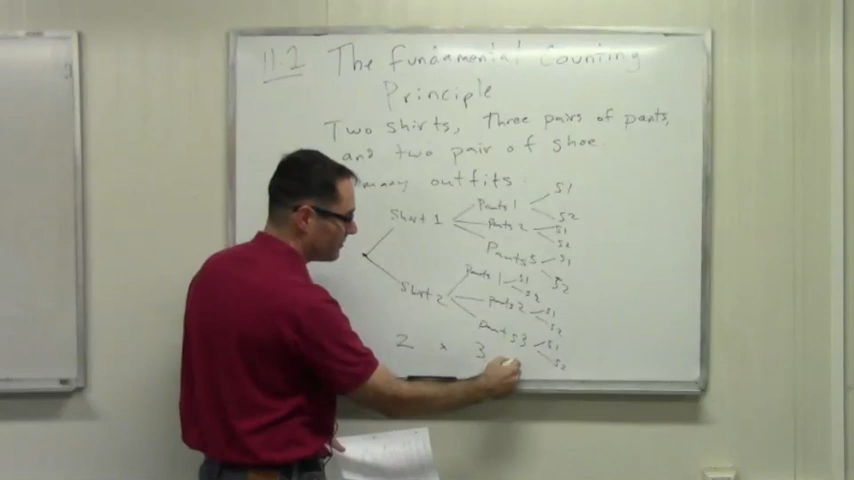 11.2 The Fundamental Counting
Principle
Two shirts, three pairs of pants,
and two pair of shoe
many outfits
Shirt 1 Pants 1 S1
S2
Pants 2 S1
S2
Pants 3 S1
S2
Shirt 2 Pants 1 S1
S2
pants 2 S1
S2
pants 3 S1
S2
2 x 3